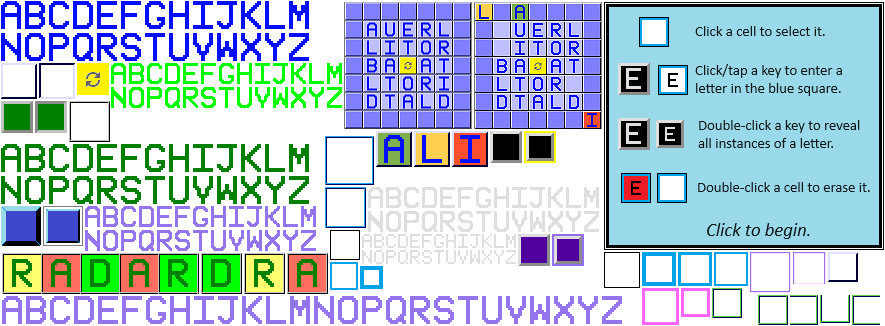 ABCDEFGHIJKLM
NOPQRSTUVWXYZ
ABCDEFGHIJKLM
NOPQRSTUVWXYZ
AUERL
LITOR
BA AT
LTORI
DTALD
L A
UERL
ITOR
BA AT
LTOR
DTALD
I
Click a cell to select it.
E E
Click/tap a key to enter a
letter in the blue square.
E E
Double-click a key to reveal
all instances of a letter.
E
Double-click a cell to erase it.
Click to begin.
ABCDEFGHIJKLM
NOPQRSTUVWXYZ
A L I
ABCDEFGHIJKLM
NOPQRSTUVWXYZ
ABCDEFGHIJKLM
NOPQRSTUVWXYZ
ABCDEFGHIJKLM
NOPQRSTUVWXYZ
R A D A R D R A
ABCDEFGHIJKLMNOPQRSTUVWXYZ